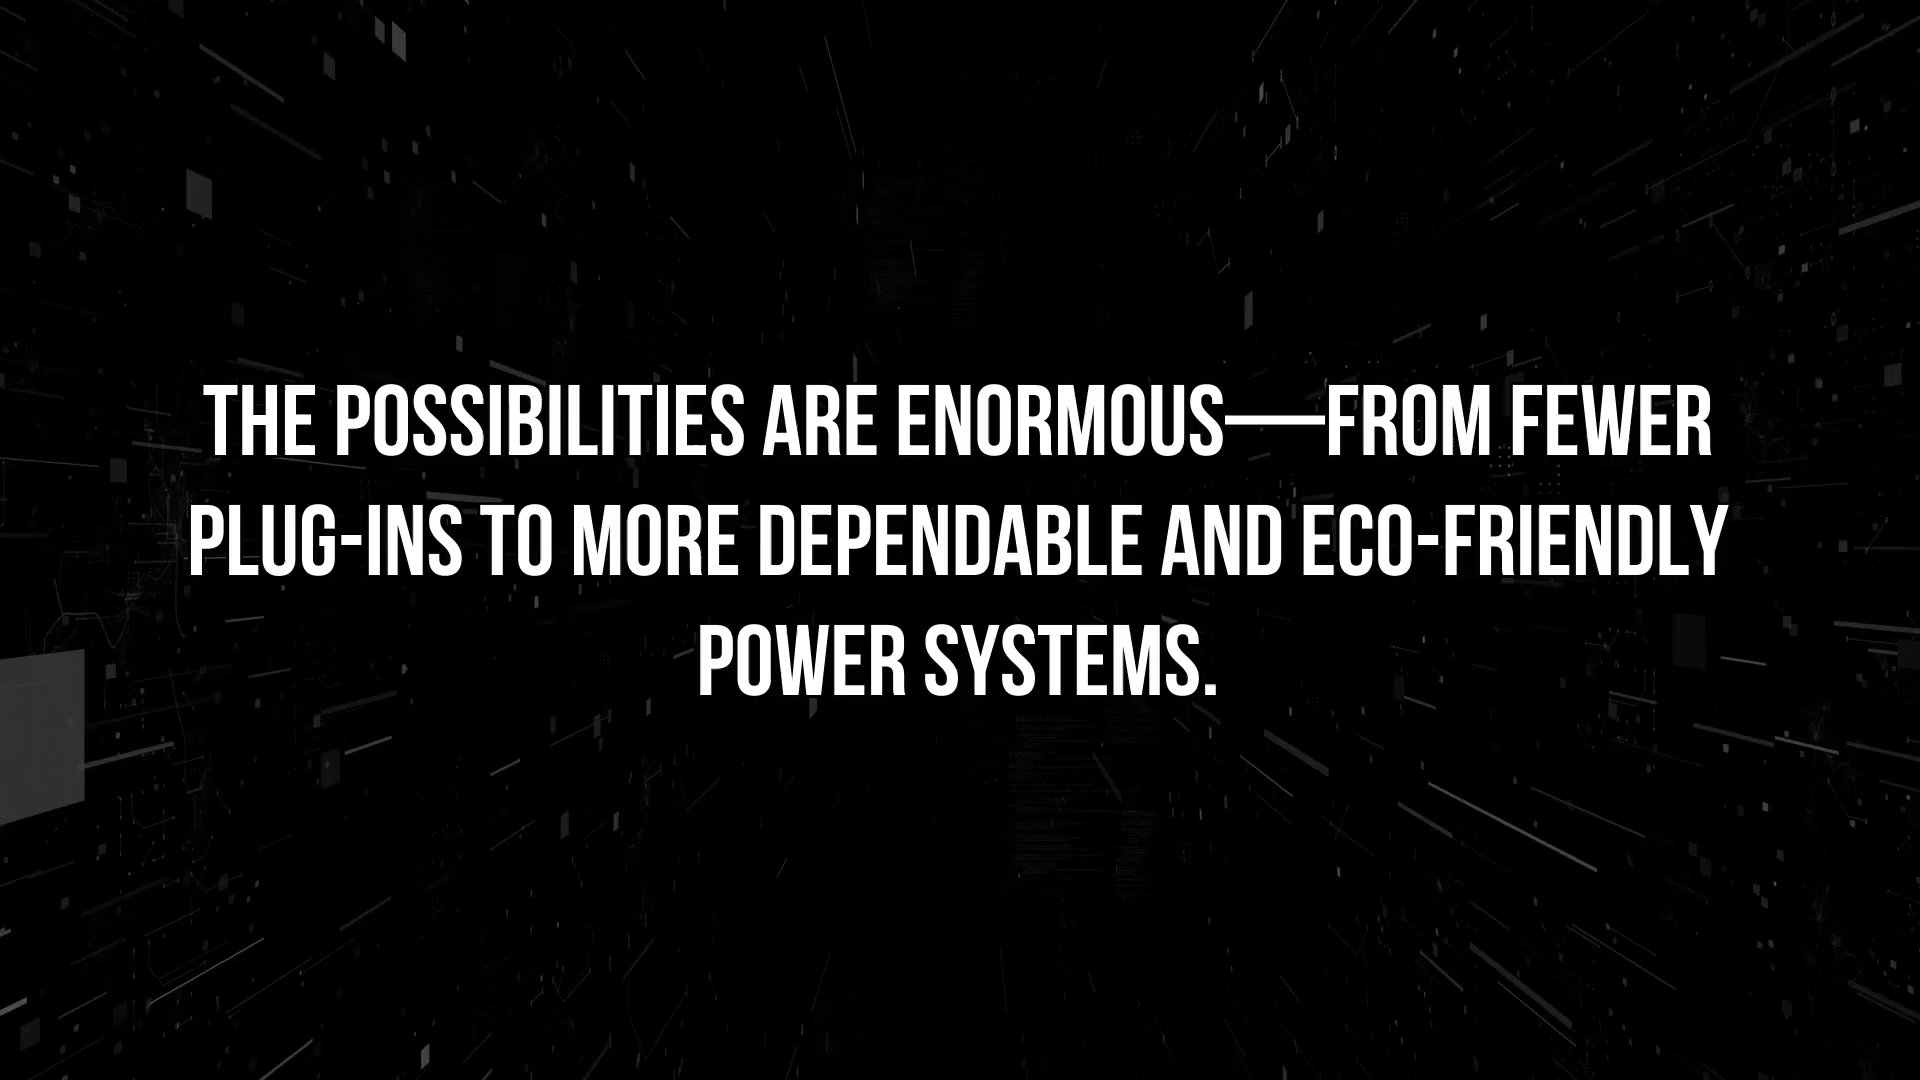 THE POSSIBILITIES ARE ENORMOUS—FROM FEWER
PLUG-INS TO MORE DEPENDABLE AND ECO-FRIENDLY
POWER SYSTEMS.